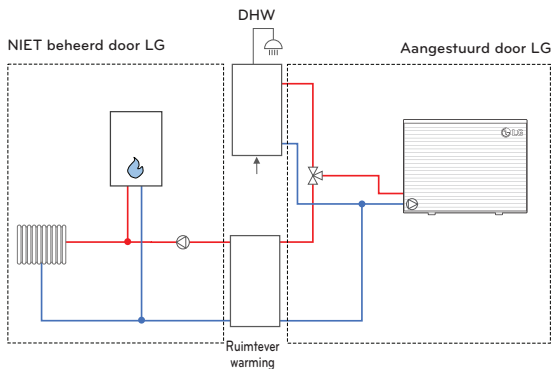 DHW
NIET beheerd door LG
Aangestuurd door LG
LG
Ruimtever
warming